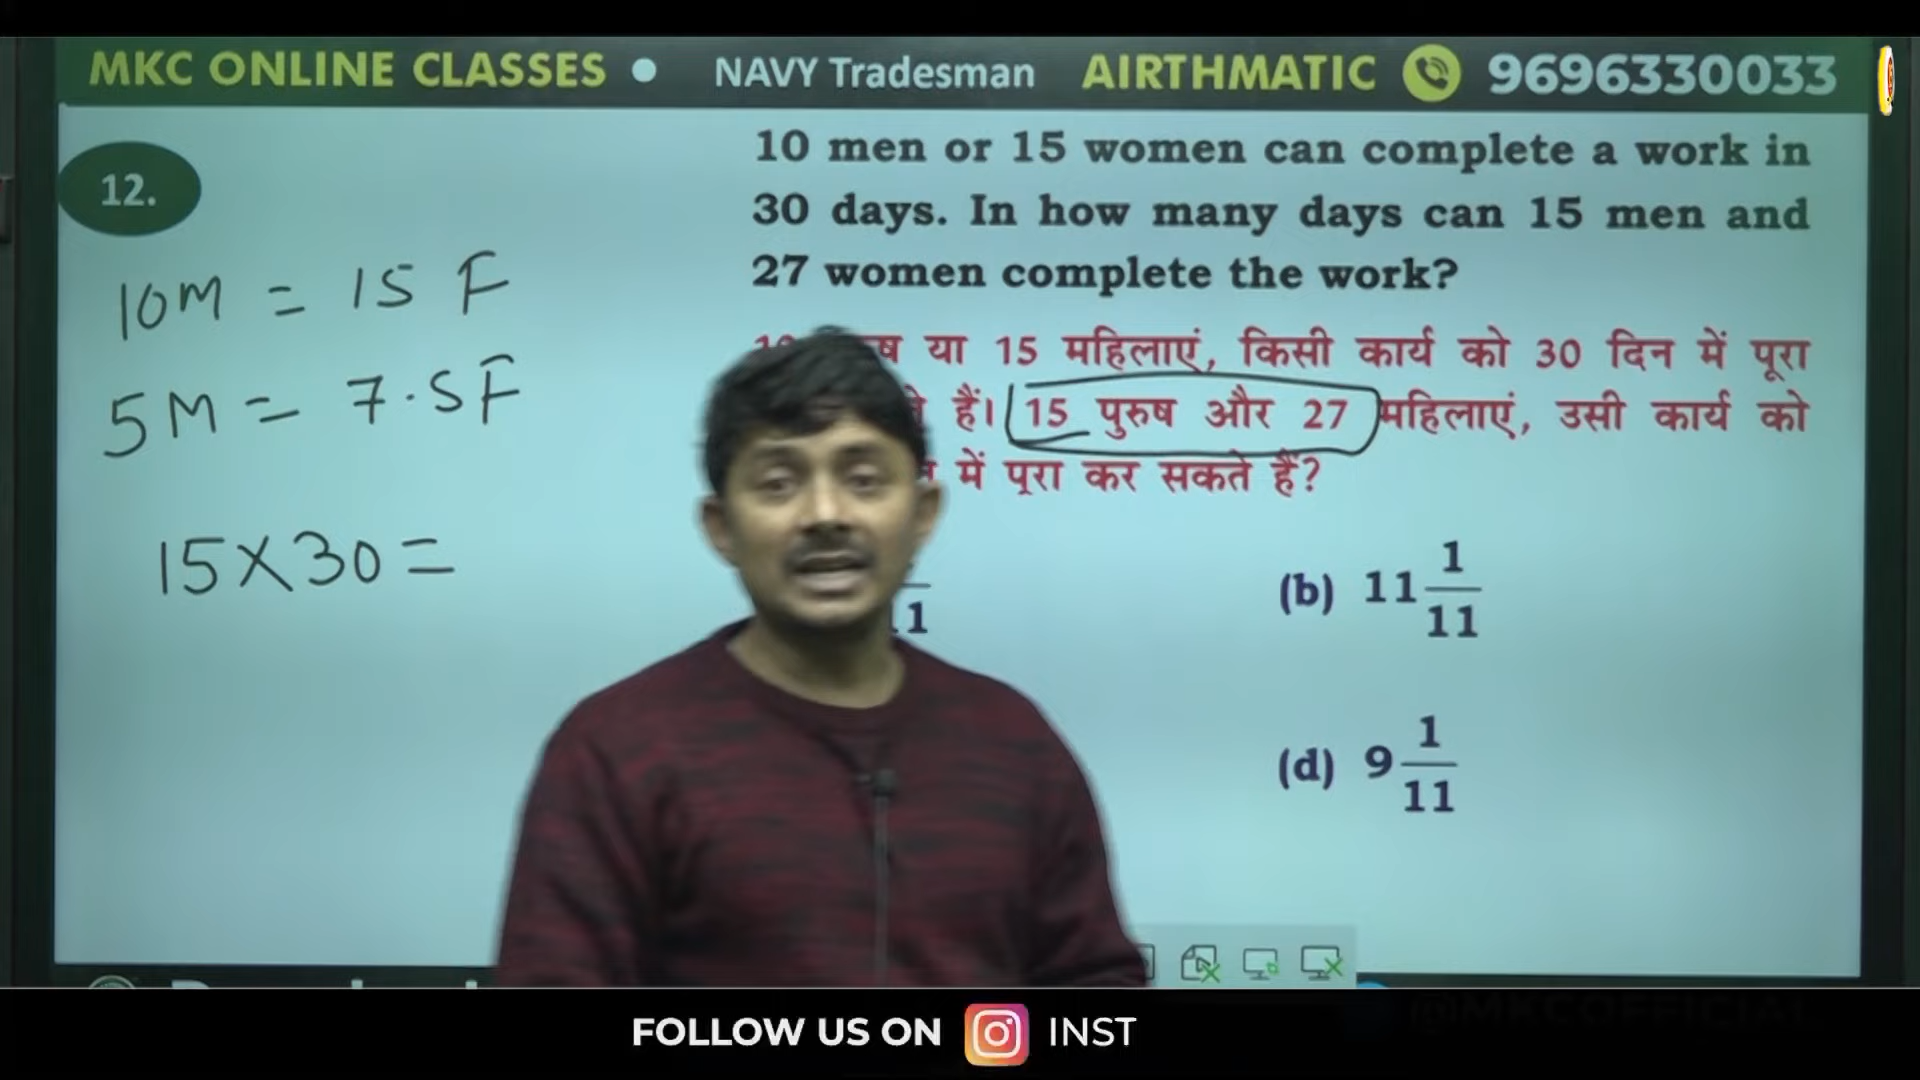 MKC ONLINE CLASSES • NAVY Tradesman AIRTHMATIC 9696330033
12.
10 men or 15 women can complete a work in
30 days. In how many days can 15 men and
27 women complete the work?
या 15 महिलाएं, किसी कार्य को 30 दिन में पूरा
हैं। 15 पुरुष और 27 महिलाएं, उसी कार्य को
में पूरा कर सकते हैं?
10M = 15 F
5M = 7.5F
15X30=
(b) 11 1/11
(d) 9 1/11
FOLLOW US ON INST